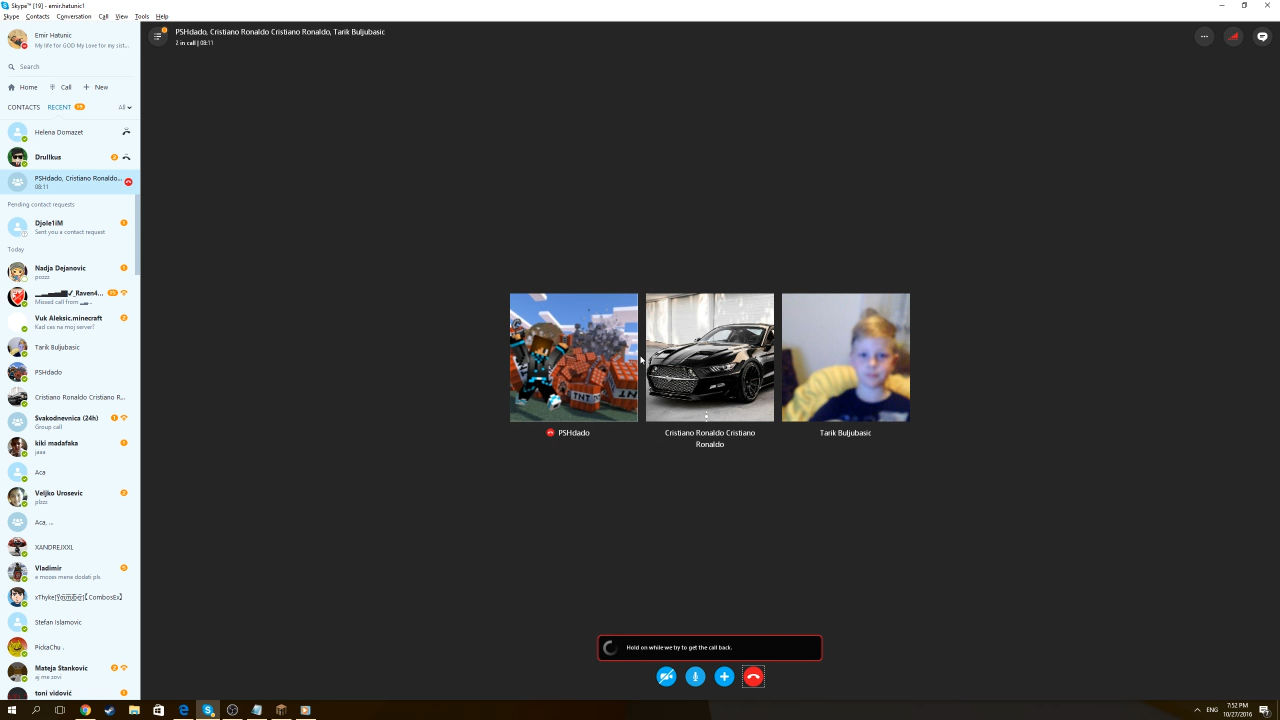 Skype™ [19] - emir.hatunic1
Skype Contacts Conversation Call View Tools Help
Emir Hatunic
My life for GOD My Love for my sist...
Search
Home Call New
CONTACTS RECENT All
Helena Domazet
Drullkus
PSHdado, Cristiano Ronaldo...
08:11
Pending contact requests
Djole1iM
Sent you a contact request
Today
Nadja Dejanovic
pozzz
_Raven4...
Missed call from
Vuk Aleksic.minecraft
Kad ces na moj server?
Tarik Buljubasic
PSHdado
Cristiano Ronaldo Cristiano R...
Svakodnevnica (24h)
Group call
kiki madafaka
jaaa
Aca
Veljko Urosevic
plzzz
Aca, ...
XANDREJXXL
Vladimir
e mozes mene dodati pls
Stefan Islamovic
PickaChu .
Mateja Stankovic
aj me zovi
toni vidović
PSHdado, Cristiano Ronaldo Cristiano Ronaldo, Tarik Buljubasic
2 in call | 08:11
TNT
PSHdado
Cristiano Ronaldo Cristiano
Ronaldo
Tarik Buljubasic
Hold on while we try to get the call back.
ENG
7:52 PM
10/27/2016